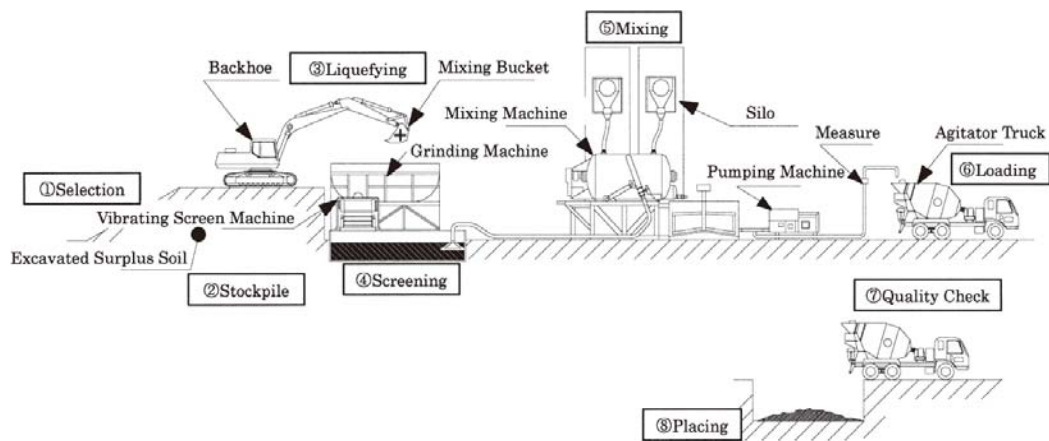 ⑤Mixing
Backhoe
③Liquefying
Mixing Bucket
Mixing Machine
Silo
Measure
Agitator Truck
Grinding Machine
Pumping Machine
⑥Loading
①Selection
Vibrating Screen Machine
Excavated Surplus Soil
②Stockpile
④Screening
⑦Quality Check
⑧Placing